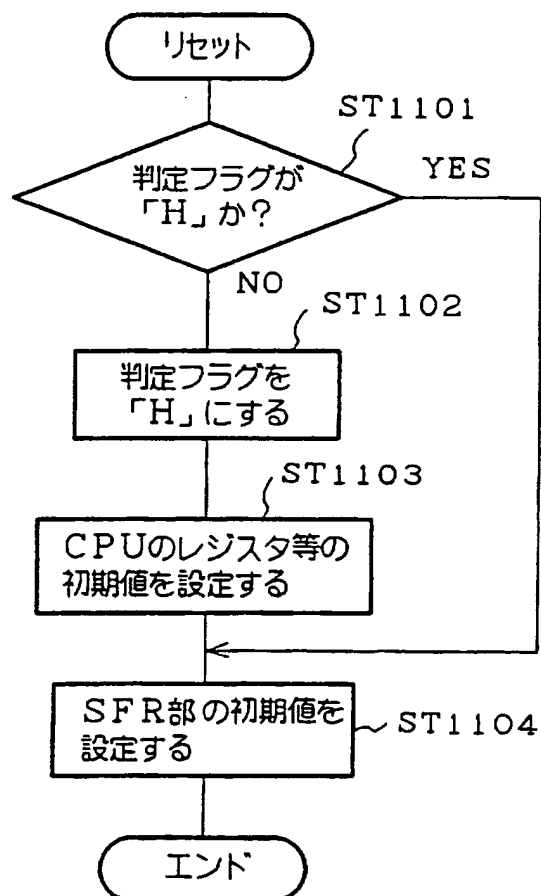 リセット
ST1101
判定フラグが
「H」か?
YES
NO
ST1102
判定フラグを
「H」にする
ST1103
CPUのレジスタ等の
初期値を設定する
SFR部の初期値を
設定する
ST1104
エンド